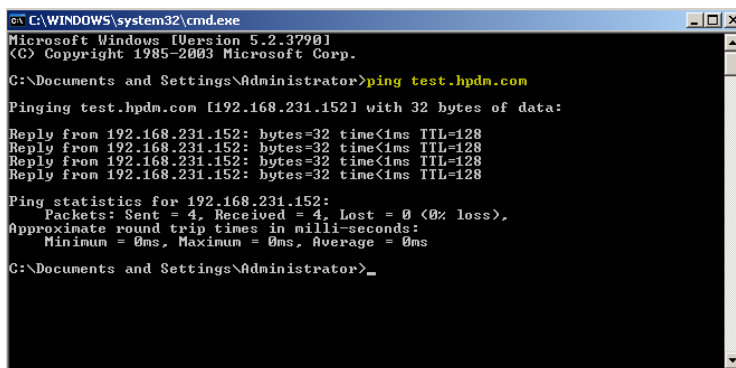 C:\WINDOWS\system32\cmd.exe
Microsoft Windows [Version 5.2.3790]
(C) Copyright 1985-2003 Microsoft Corp.
C:\Documents and Settings\Administrator>ping test.hpdm.com
Pinging test.hpdm.com [192.168.231.152] with 32 bytes of data:
Reply from 192.168.231.152: bytes=32 time<1ms TTL=128
Reply from 192.168.231.152: bytes=32 time<1ms TTL=128
Reply from 192.168.231.152: bytes=32 time<1ms TTL=128
Reply from 192.168.231.152: bytes=32 time<1ms TTL=128
Ping statistics for 192.168.231.152:
    Packets: Sent = 4, Received = 4, Lost = 0 (0% loss),
Approximate round trip times in milli-seconds:
    Minimum = 0ms, Maximum = 0ms, Average = 0ms
C:\Documents and Settings\Administrator>_